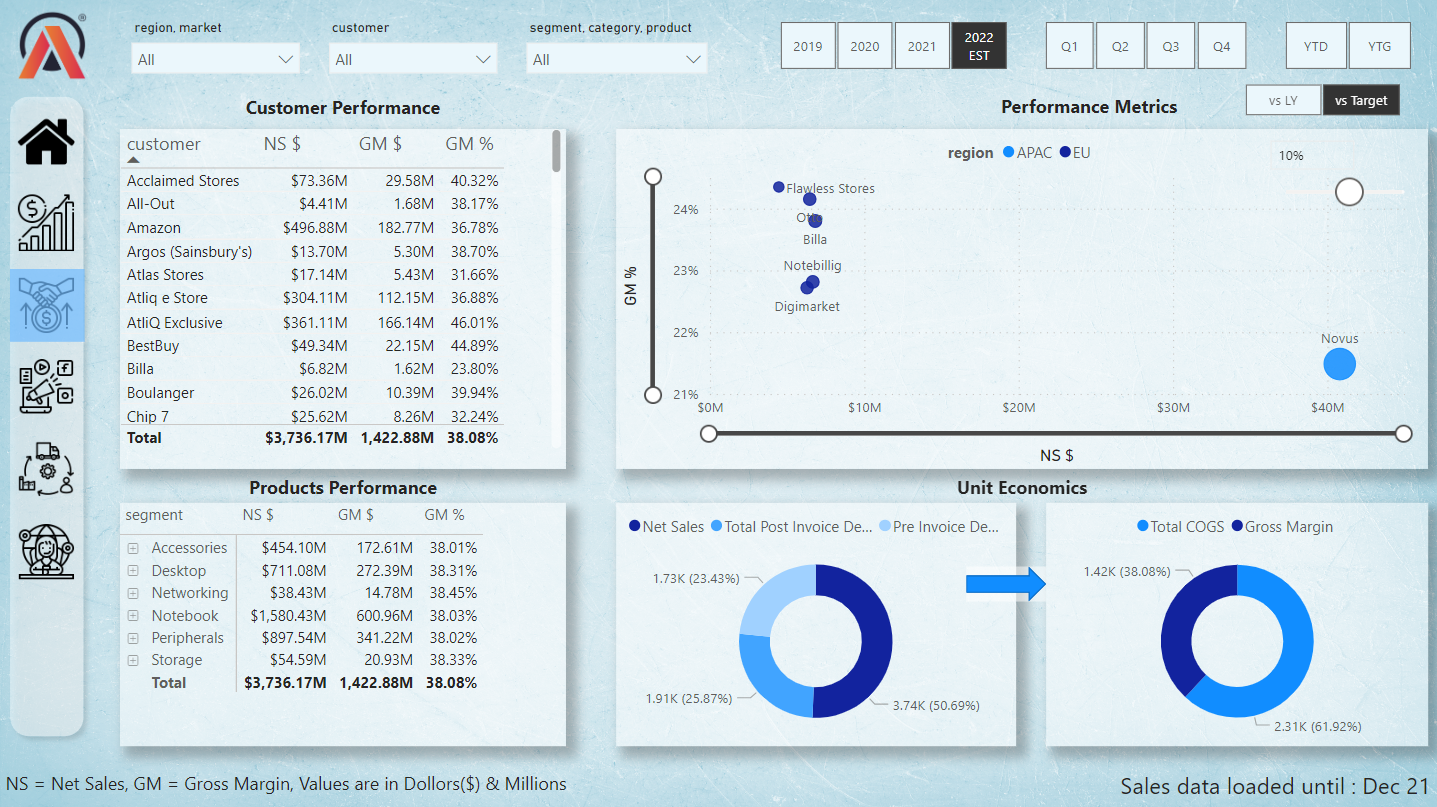 region, market
customer
segment, category, product
All
All
All
2019
2020
2021
2022
EST
Q1
Q2
Q3
Q4
YTD
YTG
vs LY
vs Target
Customer Performance
customer NS $ GM $ GM %
Acclaimed Stores $73.36M 29.58M 40.32%
All-Out $4.41M 1.68M 38.17%
Amazon $496.88M 182.77M 36.78%
Argos (Sainsbury's) $13.70M 5.30M 38.70%
Atlas Stores $17.14M 5.43M 31.66%
Atliq e Store $304.11M 112.15M 36.88%
AtliQ Exclusive $361.11M 166.14M 46.01%
BestBuy $49.34M 22.15M 44.89%
Billa $6.82M 1.62M 23.80%
Boulanger $26.02M 10.39M 39.94%
Chip 7 $25.62M 8.26M 32.24%
Total $3,736.17M 1,422.88M 38.08%
Performance Metrics
region APAC EU
10%
GM %
24%
23%
22%
21%
Flawless Stores
Otto
Billa
Notebillig
Digimarket
Novus
$0M $10M $20M $30M $40M
NS $
Products Performance
segment NS $ GM $ GM %
Accessories $454.10M 172.61M 38.01%
Desktop $711.08M 272.39M 38.31%
Networking $38.43M 14.78M 38.45%
Notebook $1,580.43M 600.96M 38.03%
Peripherals $897.54M 341.22M 38.02%
Storage $54.59M 20.93M 38.33%
Total $3,736.17M 1,422.88M 38.08%
Unit Economics
Net Sales Total Post Invoice De... Pre Invoice De...
1.73K (23.43%)
1.91K (25.87%)
3.74K (50.69%)
Total COGS Gross Margin
1.42K (38.08%)
2.31K (61.92%)
NS = Net Sales, GM = Gross Margin, Values are in Dollors($) & Millions
Sales data loaded until : Dec 21